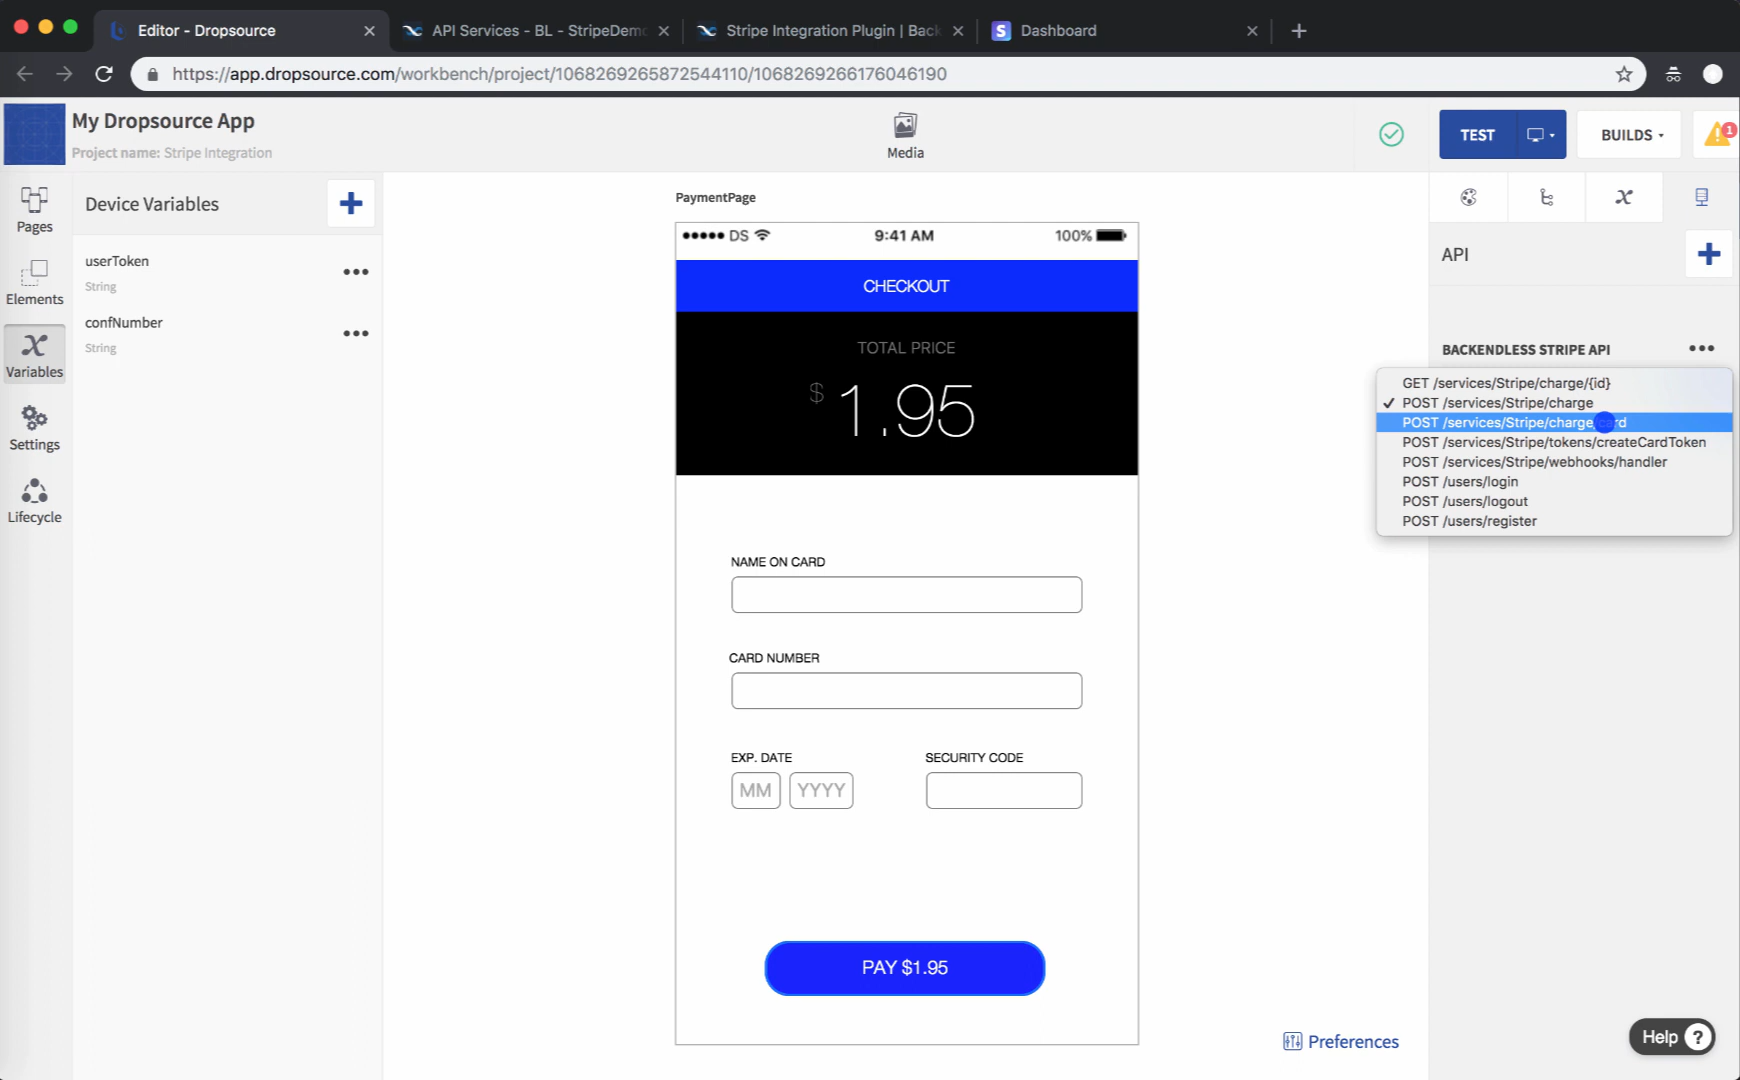 Editor - Dropsource
API Services - BL - StripeDemo
Stripe Integration Plugin | Back
S Dashboard
https://app.dropsource.com/workbench/project/1068269265872544110/1068269266176046190
My Dropsource App
Project name: Stripe Integration
Media
TEST
BUILDS
1
Pages
Elements
Variables
Settings
Lifecycle
Device Variables
userToken
String
confNumber
String
PaymentPage
DS
9:41 AM
100%
CHECKOUT
TOTAL PRICE
$ 1.95
NAME ON CARD
CARD NUMBER
EXP. DATE
SECURITY CODE
MM
YYYY
PAY $1.95
API
BACKENDLESS STRIPE API
GET /services/Stripe/charge/{id}
POST /services/Stripe/charge
POST /services/Stripe/charge/card
POST /services/Stripe/tokens/createCardToken
POST /services/Stripe/webhooks/handler
POST /users/login
POST /users/logout
POST /users/register
Preferences
Help ?